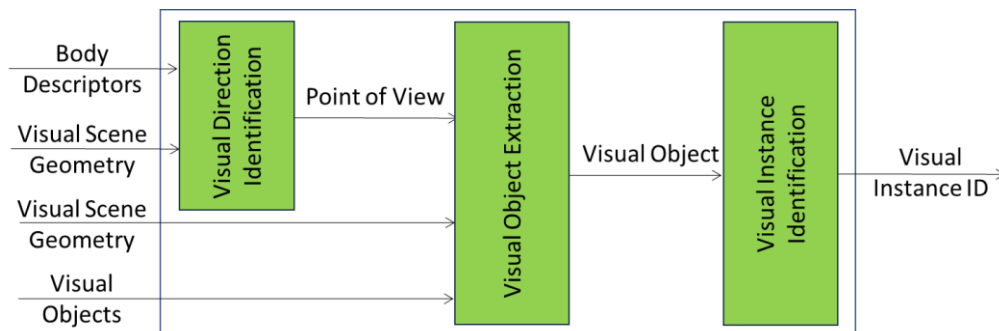 Body
Descriptors
Visual Scene
Geometry
Visual Scene
Geometry
Visual
Objects
Visual Direction
Identification
Point of View
Visual Object Extraction
Visual Object
Visual Instance
Identification
Visual
Instance ID